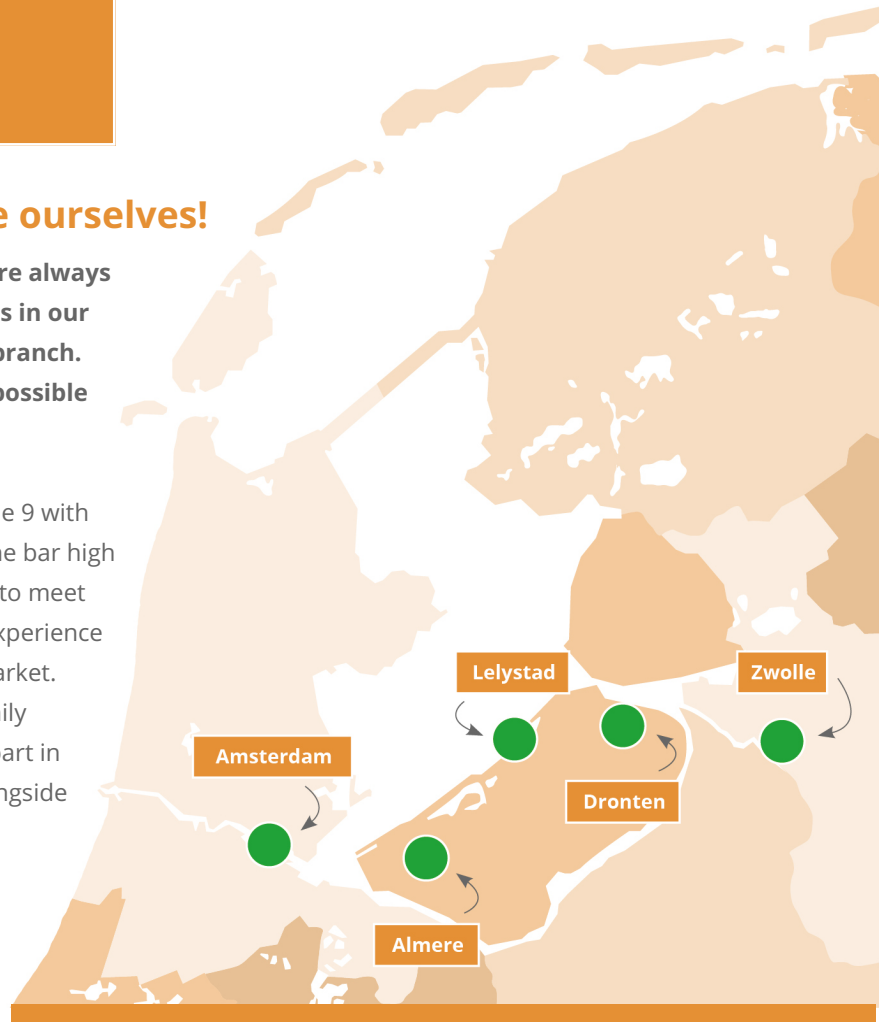 e ourselves!
re always
s in our
branch.
possible
e 9 with
ne bar high
to meet
xperience
arket.
ily
part in
ngside
Lelystad
Zwolle
Amsterdam
Dronten
Almere